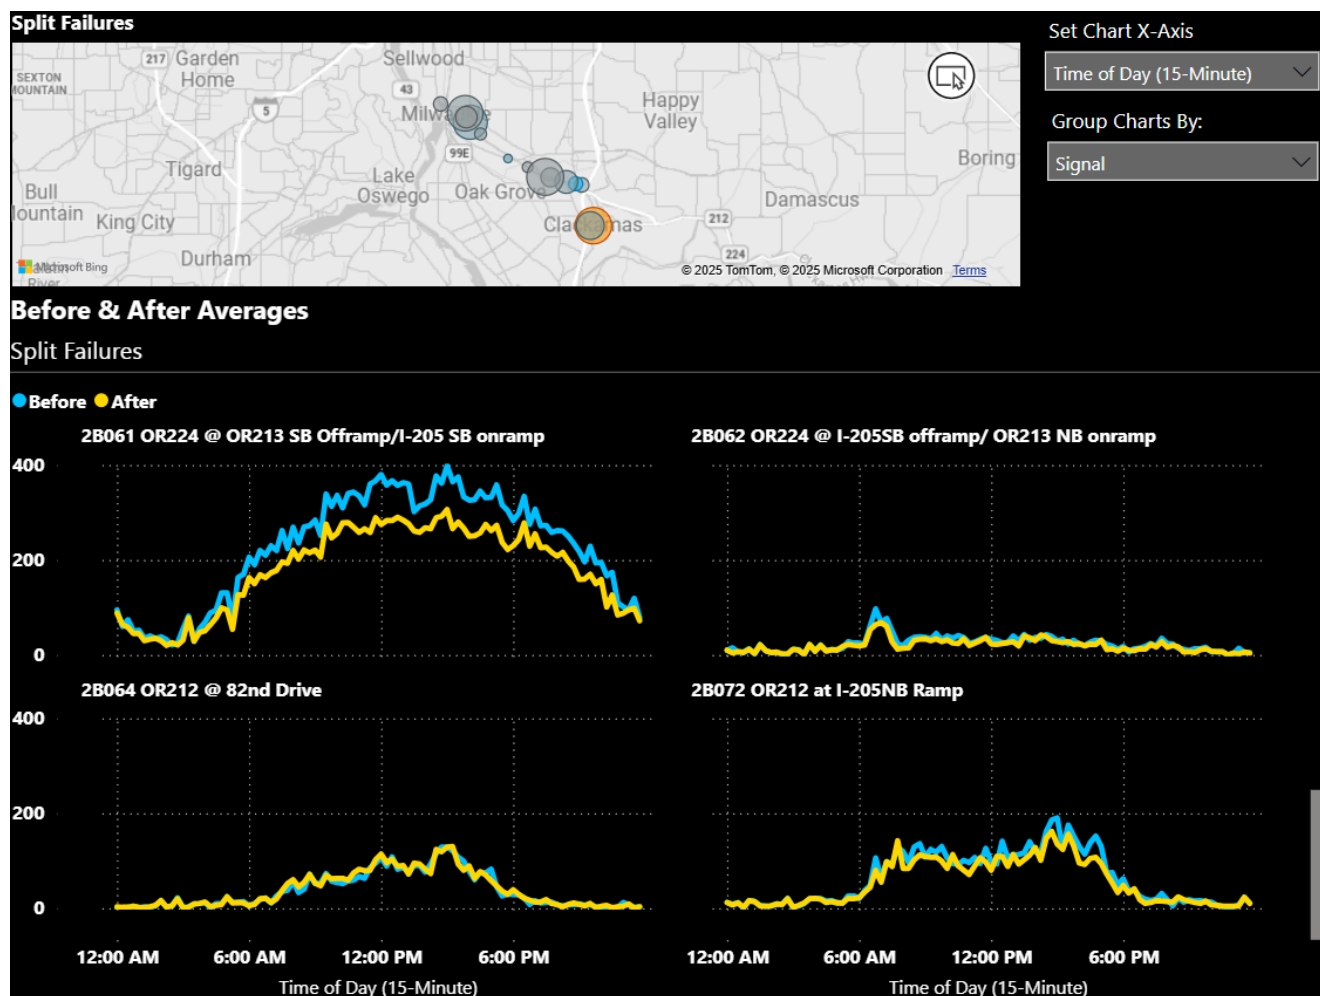 Split Failures
Set Chart X-Axis
Time of Day (15-Minute)
Group Charts By:
Signal
217
Garden
Home
Sellwood
SEXTON
MOUNTAIN
43
5
Milwaukie
Happy
Valley
99E
Tigard
Lake
Oswego
Oak Grove
Boring
Bull
Mountain
King City
Damascus
Clackamas
212
Durham
224
Microsoft Bing
River
© 2025 TomTom, © 2025 Microsoft Corporation Terms
Before & After Averages
Split Failures
Before After
2B061 OR224 @ OR213 SB Offramp/I-205 SB onramp
2B062 OR224 @ I-205SB offramp/ OR213 NB onramp
400
200
0
2B064 OR212 @ 82nd Drive
2B072 OR212 at I-205NB Ramp
400
200
0
12:00 AM 6:00 AM 12:00 PM 6:00 PM
12:00 AM 6:00 AM 12:00 PM 6:00 PM
Time of Day (15-Minute)
Time of Day (15-Minute)